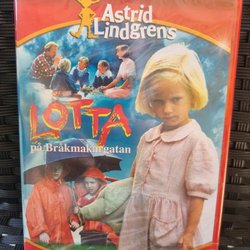 Astrid
Lindgrens
LOTTA
på Bråkmakargatan